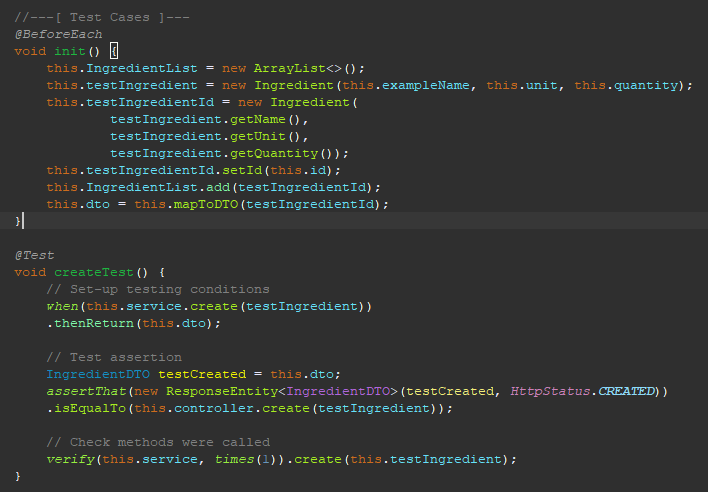 //---[ Test Cases ]---
@BeforeEach
void init() {
    this.IngredientList = new ArrayList<>();
    this.testIngredient = new Ingredient(this.exampleName, this.unit, this.quantity);
    this.testIngredientId = new Ingredient(
            testIngredient.getName(),
            testIngredient.getUnit(),
            testIngredient.getQuantity());
    this.testIngredientId.setId(this.id);
    this.IngredientList.add(testIngredientId);
    this.dto = this.mapToDTO(testIngredientId);
}

@Test
void createTest() {
    // Set-up testing conditions
    when(this.service.create(testIngredient))
    .thenReturn(this.dto);

    // Test assertion
    IngredientDTO testCreated = this.dto;
    assertThat(new ResponseEntity<IngredientDTO>(testCreated, HttpStatus.CREATED))
    .isEqualTo(this.controller.create(testIngredient));

    // Check methods were called
    verify(this.service, times(1)).create(this.testIngredient);
}